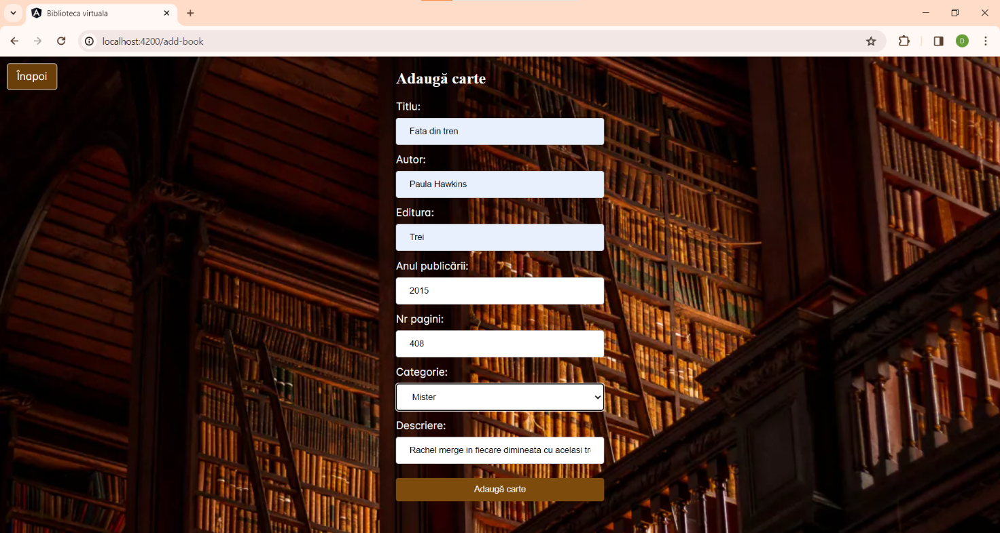 Biblioteca virtuala
localhost:4200/add-book
D
Înapoi
Adaugă carte
Titlu:
Fata din tren
Autor:
Paula Hawkins
Editura:
Trei
Anul publicării:
2015
Nr pagini:
408
Categorie:
Mister
Descriere:
Rachel merge in fiecare dimineata cu acelasi tr
Adaugă carte